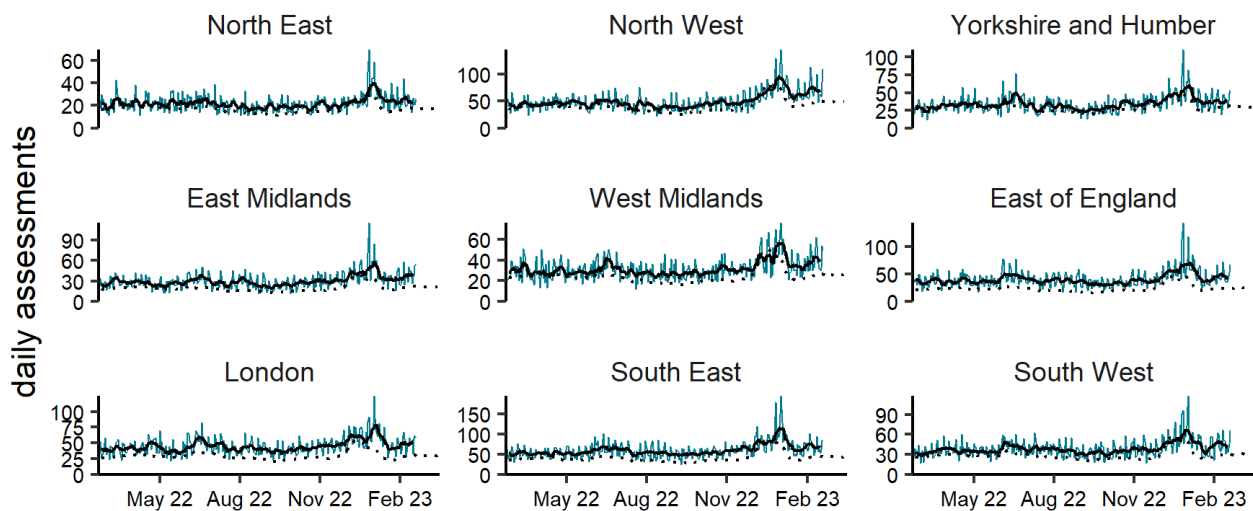 daily assessments
North East
60
40
20
0
North West
100
50
0
Yorkshire and Humber
100
75
50
25
0
East Midlands
90
60
30
0
West Midlands
60
40
20
0
East of England
100
50
0
London
100
75
50
25
0
South East
150
100
50
0
South West
90
60
30
0
May 22 Aug 22 Nov 22 Feb 23
May 22 Aug 22 Nov 22 Feb 23
May 22 Aug 22 Nov 22 Feb 23